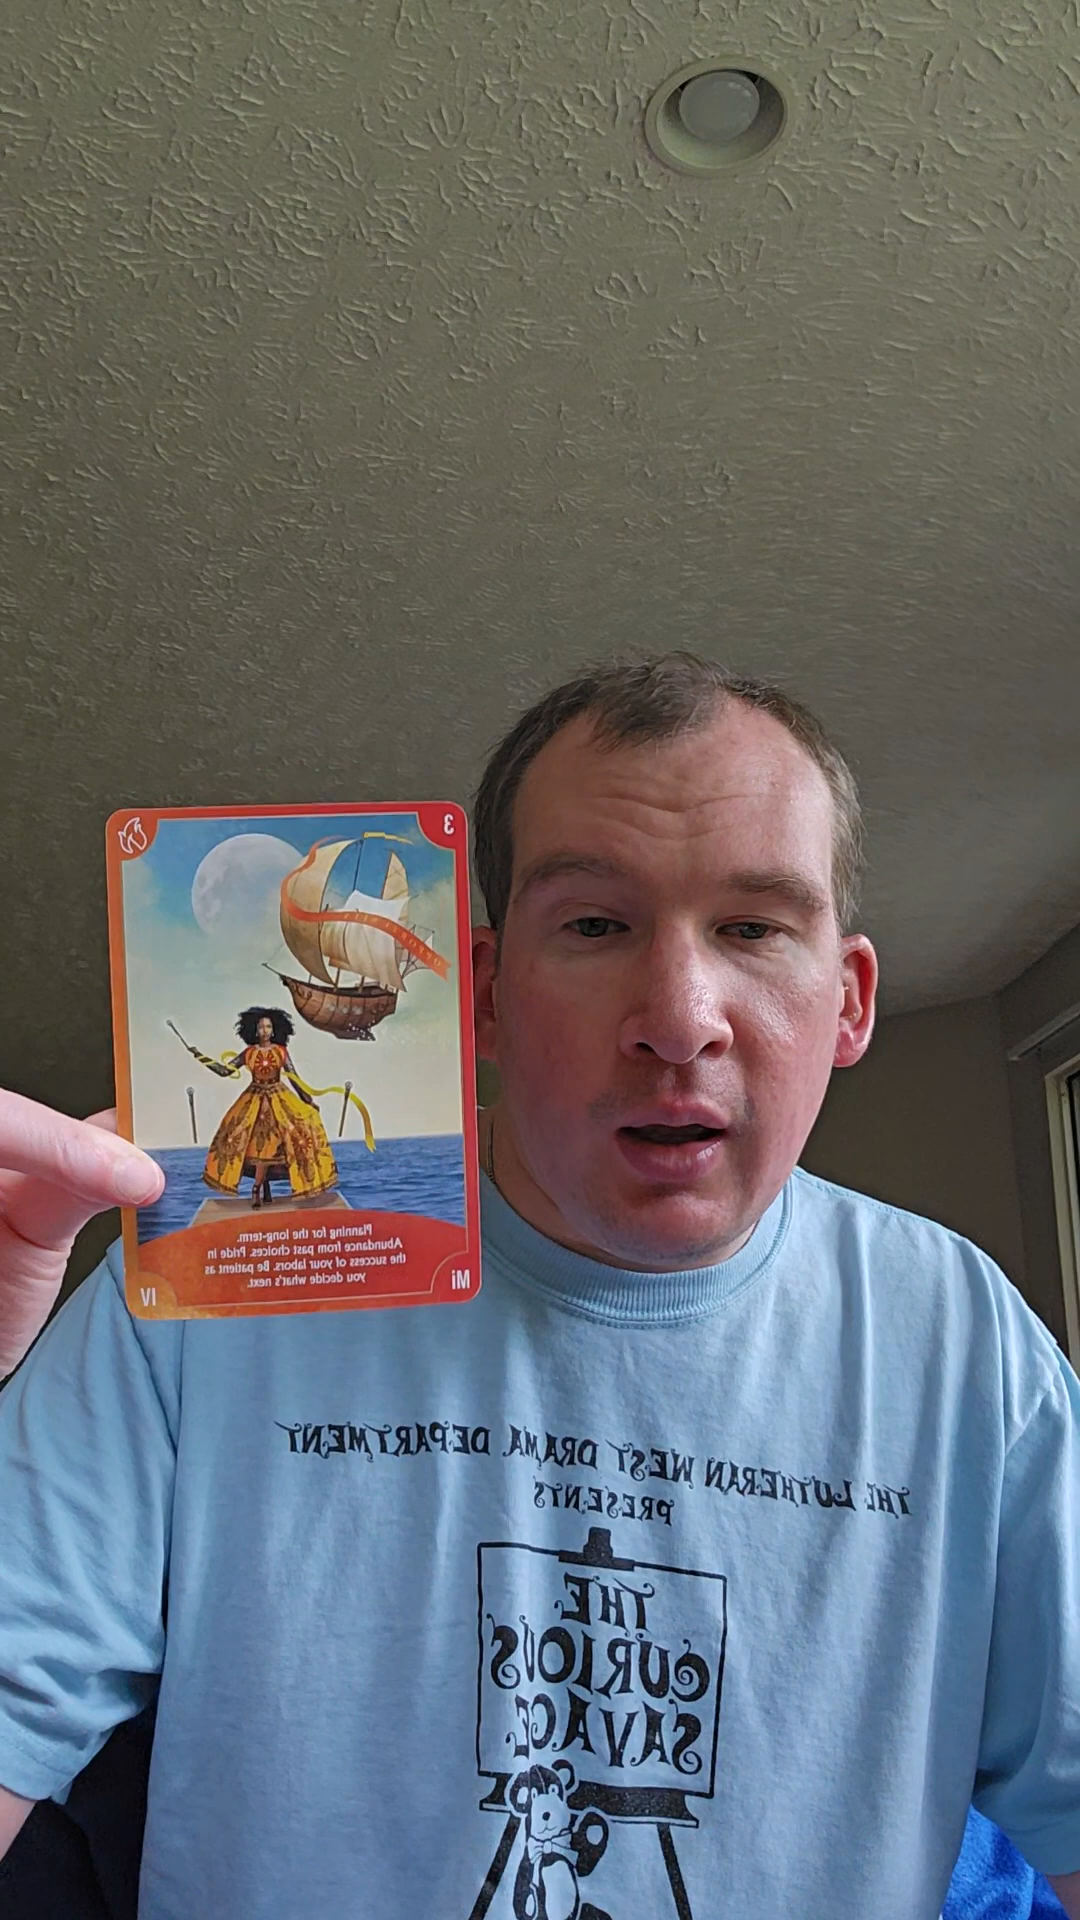 3
Planning for the long-term.
Abundance from past choices. Pride in
the success of your labors. Be patient as
you decide what's next.
Mi
IV
THE LUTHERAN WEST DRAMA DEPARTMENT
PRESENTS
THE
CURIOUS
SAVAGE